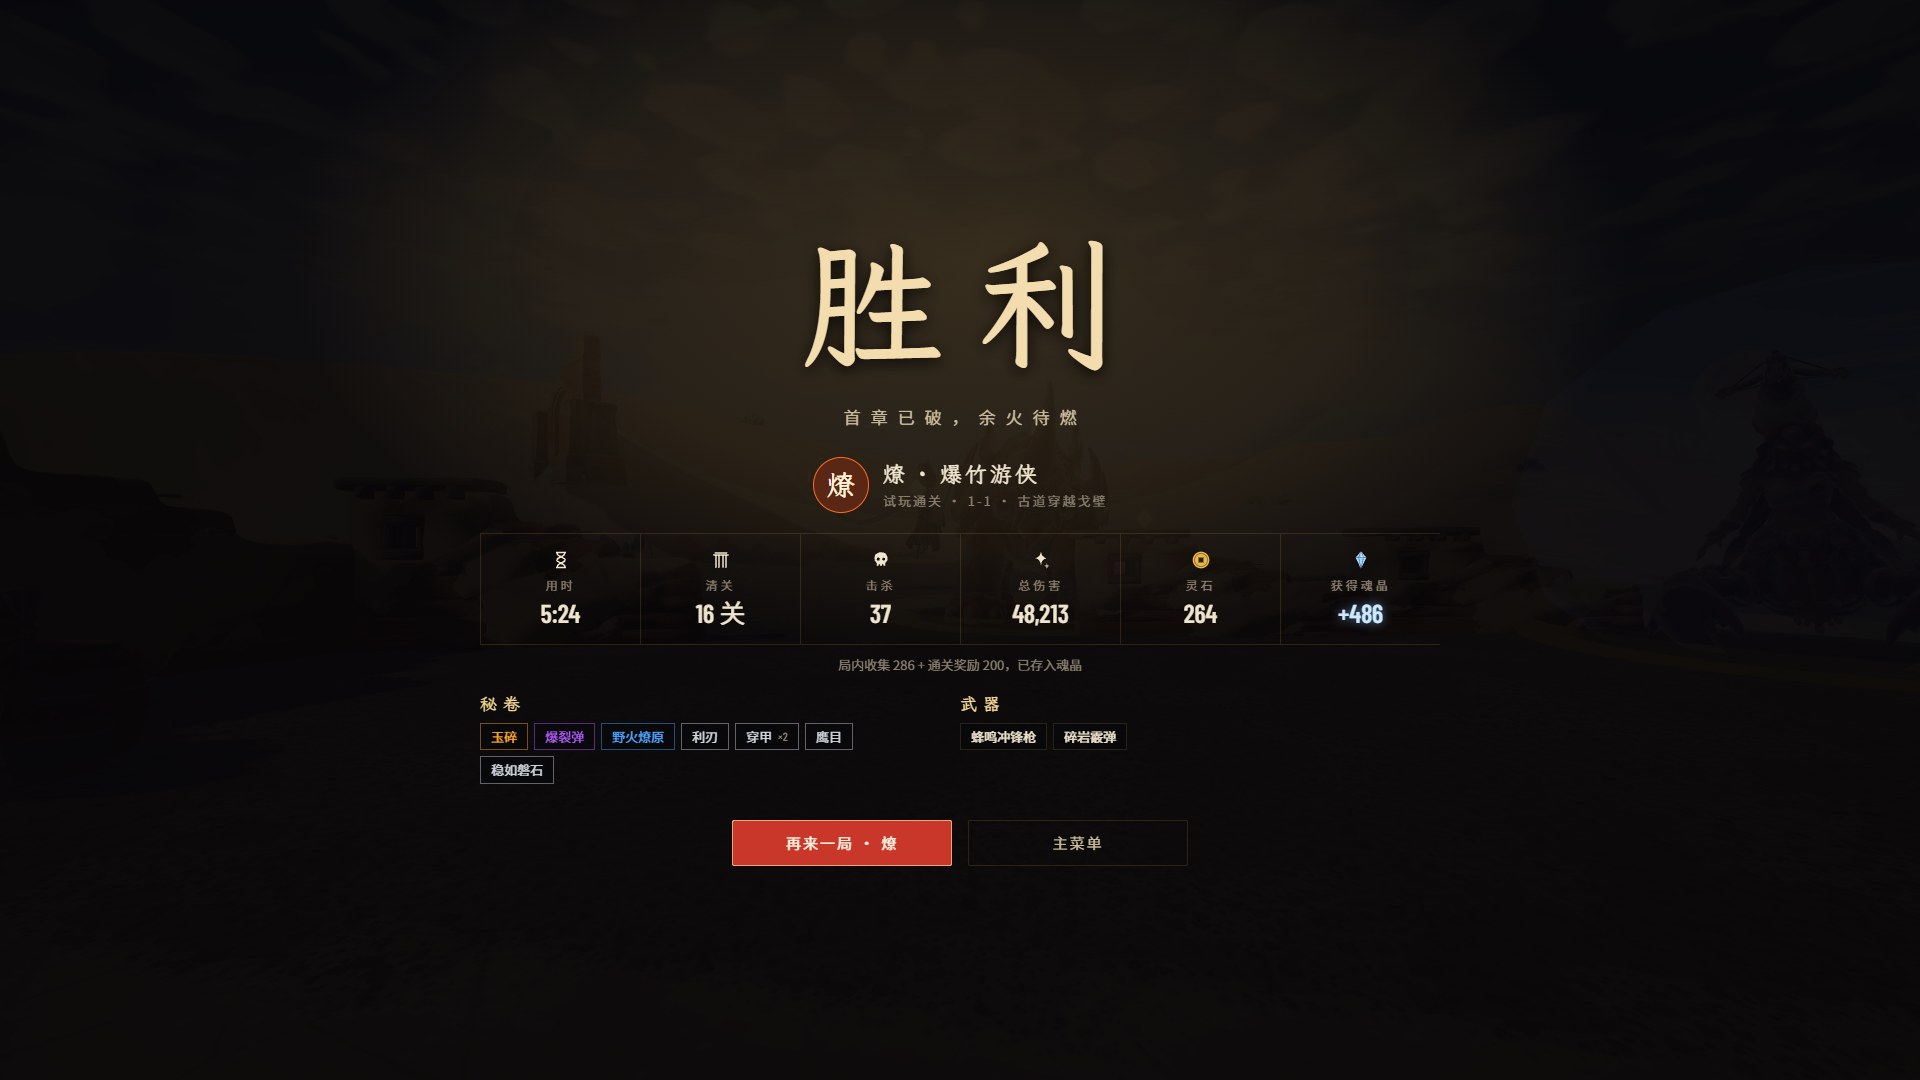 胜利
首章已破，余火待燃
燎
燎·爆竹游侠
试玩通关·1-1·古道穿越戈壁
用时 清关 击杀 总伤害 灵石 获得魂晶
5:24 16 关 37 48,213 264 +486
局内收集 286 + 通关奖励 200，已存入魂晶
秘卷 武器
玉碎 爆裂弹 野火燎原 利刃 穿甲 ×2 鹰目 蜂鸣冲锋枪 碎岩霰弹
稳如磐石
再来一局·燎 主菜单